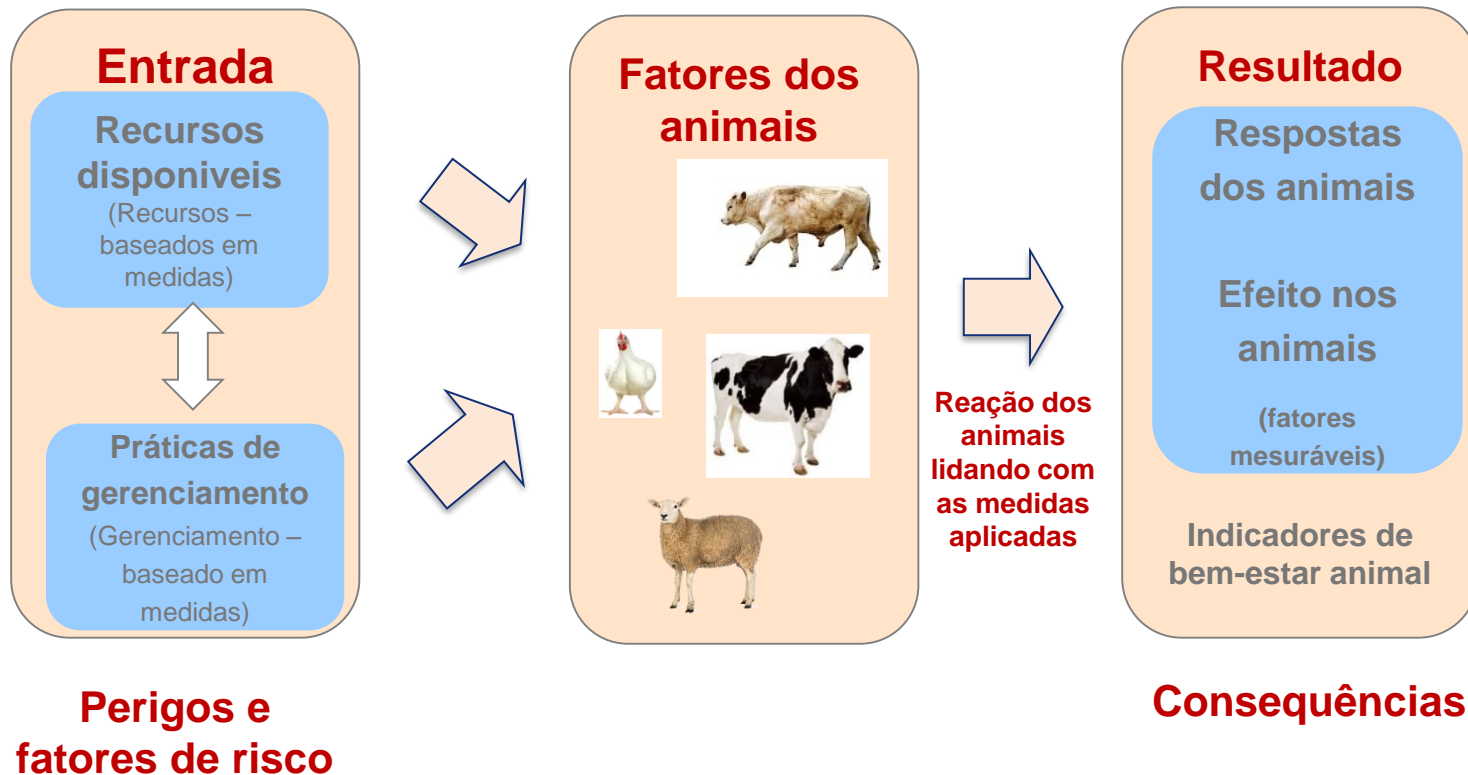 Entrada
Recursos
disponiveis
(Recursos –
baseados em
medidas)
Práticas de
gerenciamento
(Gerenciamento –
baseado em
medidas)
Perigos e
fatores de risco
Fatores dos
animais
Reação dos
animais
lidando com
as medidas
aplicadas
Resultado
Respostas
dos animais
Efeito nos
animais
(fatores
mesuráveis)
Indicadores de
bem-estar animal
Consequências